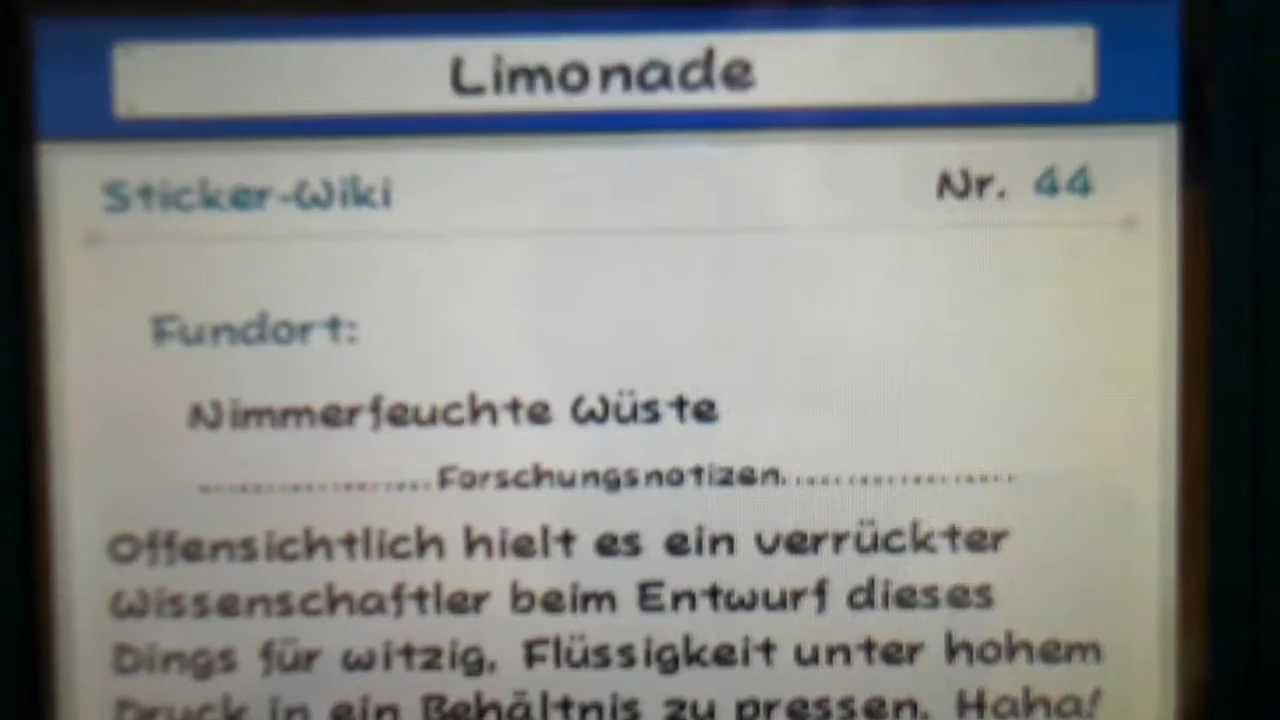 Limonade
Sticker-Wiki Nr. 44
Fundort:
Nimmerfeuchte Wüste
Forschungsnotizen
Offensichtlich hielt es ein verrückter
Wissenschaftler beim Entwurf dieses
Dings für witzig. Flüssigkeit unter hohem
Druck in ein Behältnis zu pressen. Haha!